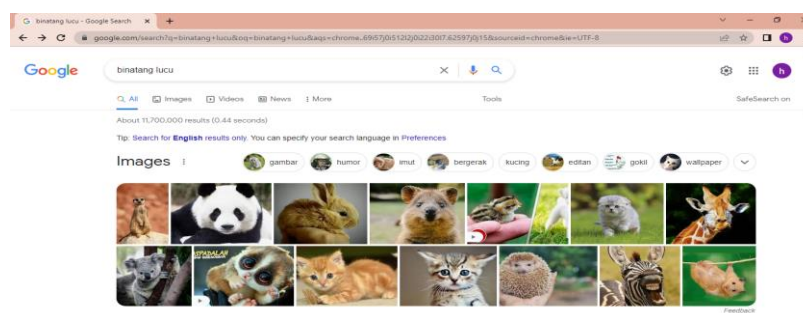 binatang lucu - Google Search
google.com/search?q=binatang+lucu&oq=binatang+lucu&aqs=chrome..69i57j0i512l2j0i22i30l7.62597j0j15&sourceid=chrome&ie=UTF-8
Google
binatang lucu
All Images Videos News More Tools SafeSearch on
About 11,700,000 results (0.44 seconds)
Tip: Search for English results only. You can specify your search language in Preferences
Images
gambar humor imut bergerak kucing editan gokil wallpaper
Feedback